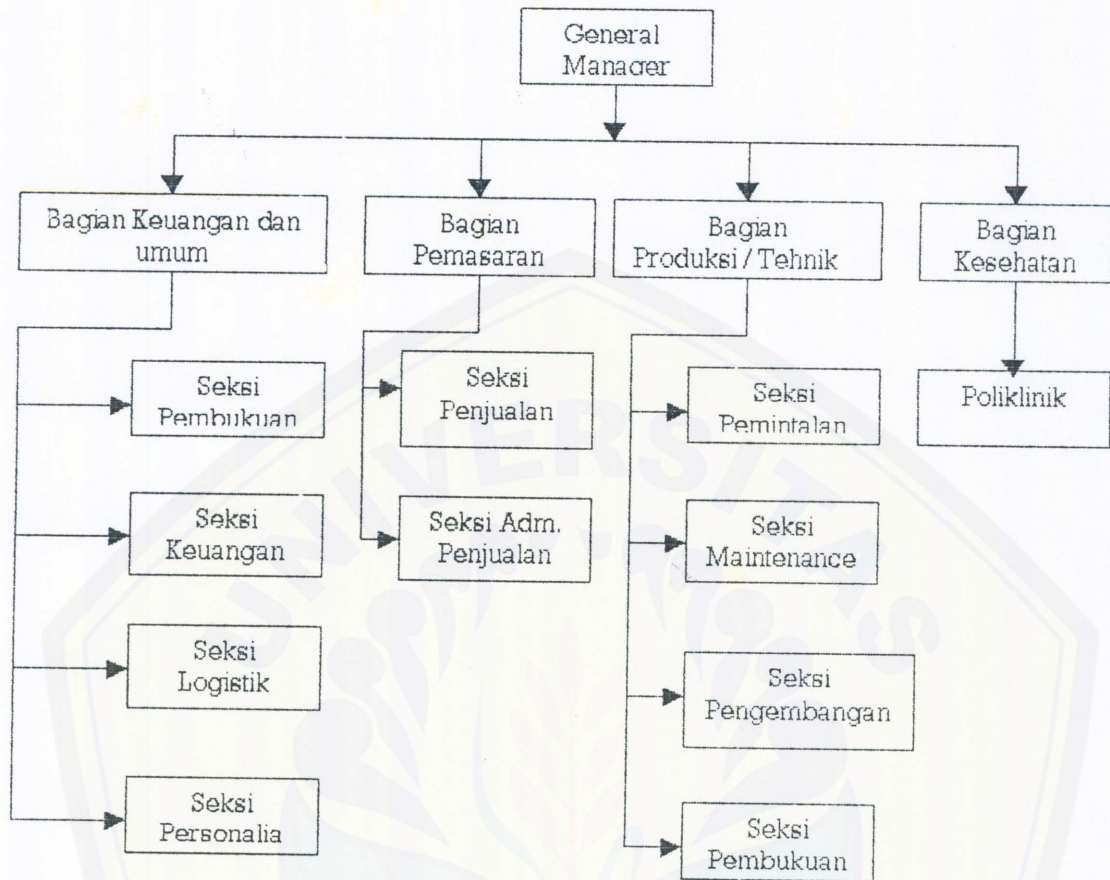 General
Manager
Bagian Keuangan dan
umum
Bagian
Pemasaran
Bagian
Produksi / Tehnik
Bagian
Kesehatan
Seksi
Pembukuan
Seksi
Penjualan
Seksi
Pemintalan
Poliklinik
Seksi
Keuangan
Seksi Adm.
Penjualan
Seksi
Maintenance
Seksi
Logistik
Seksi
Pengembangan
Seksi
Personalia
Seksi
Pembukuan
UNIVERSITAS